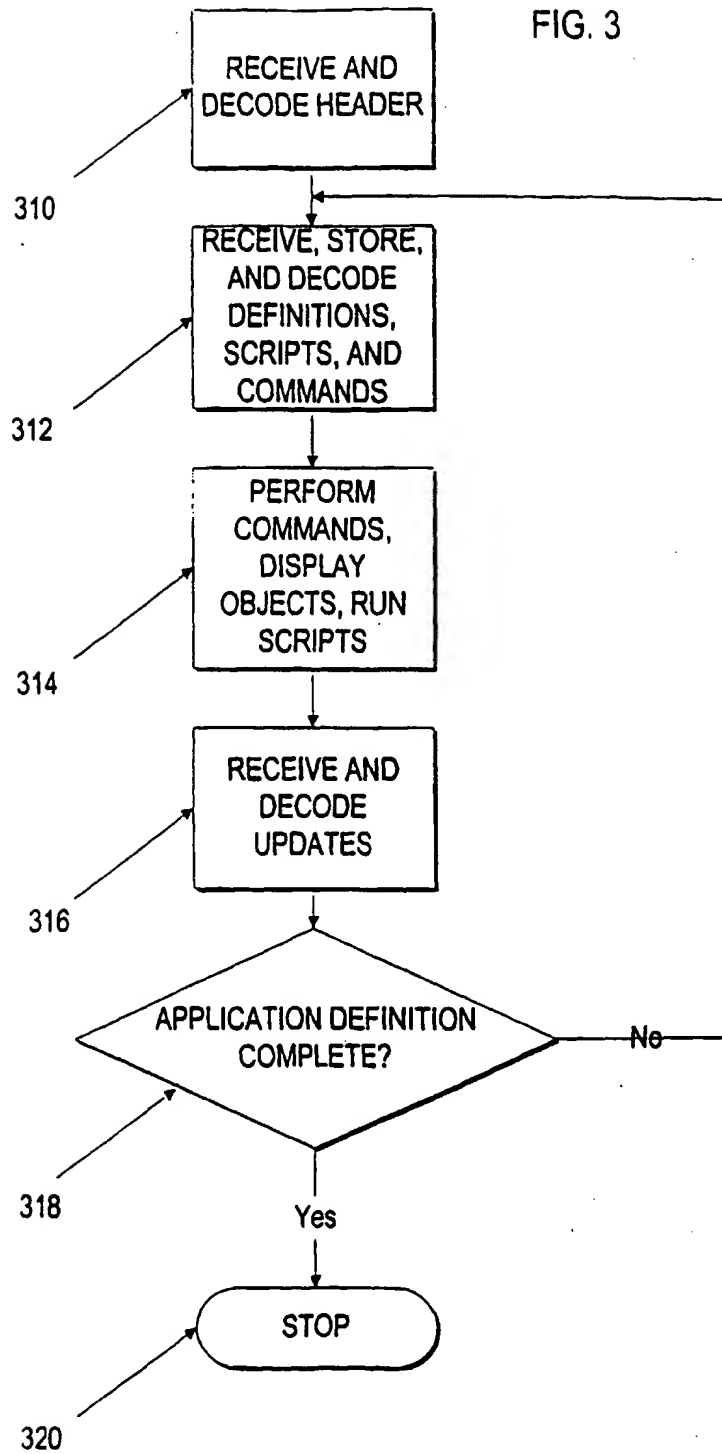 FIG. 3
RECEIVE AND
DECODE HEADER
310
RECEIVE, STORE,
AND DECODE
DEFINITIONS,
SCRIPTS, AND
COMMANDS
312
PERFORM
COMMANDS,
DISPLAY
OBJECTS, RUN
SCRIPTS
314
RECEIVE AND
DECODE
UPDATES
316
APPLICATION DEFINITION
COMPLETE?
No
318
Yes
STOP
320